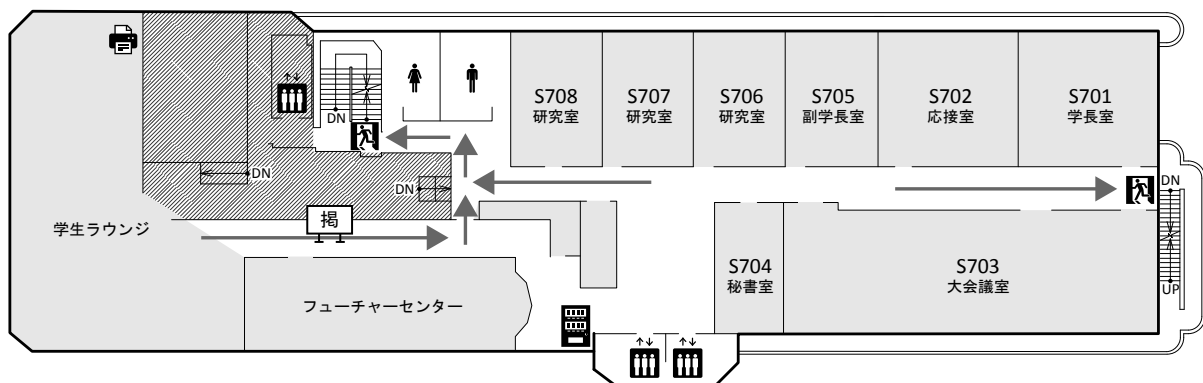 S708
研究室
S707
研究室
S706
研究室
S705
副学長室
S702
応接室
S701
学長室
DN
DN
DN
DN
掲
学生ラウンジ
フューチャーセンター
S704
秘書室
S703
大会議室
UP